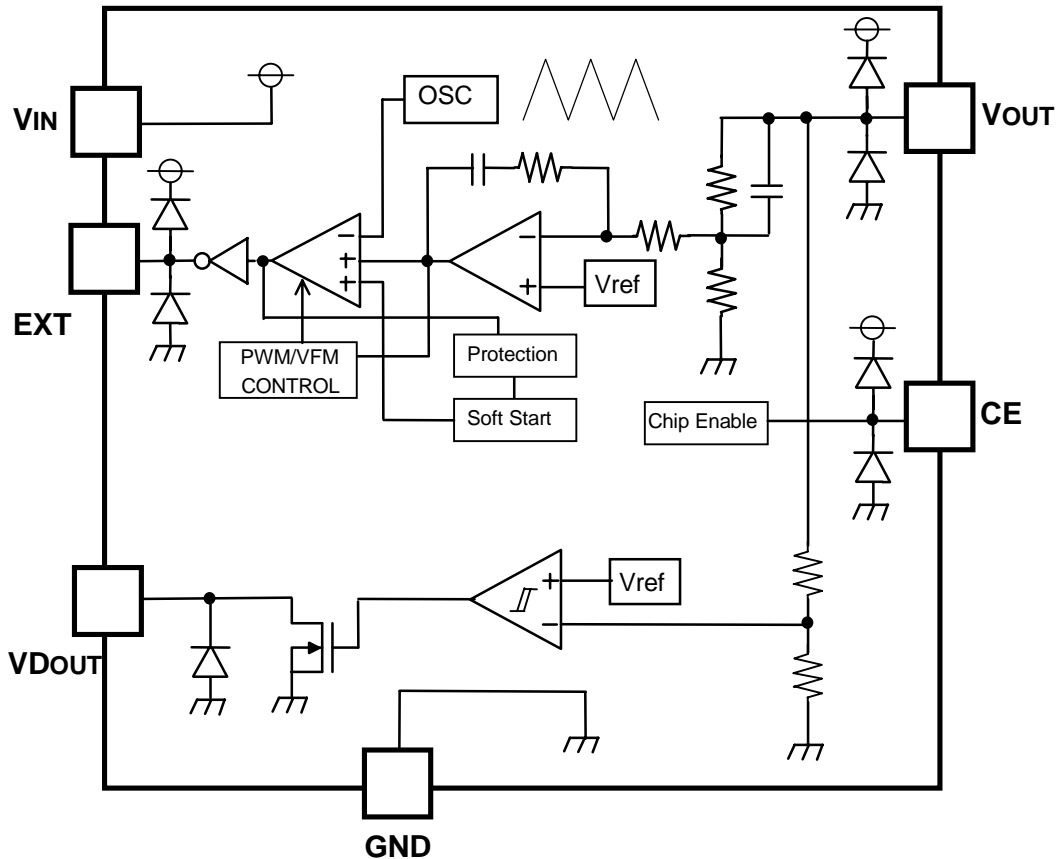 OSC
VIN
VOUT
−
+
+
−
+
Vref
EXT
PWM/VFM
CONTROL
Protection
Soft Start
Chip Enable
CE
+
−
Vref
VDOUT
GND